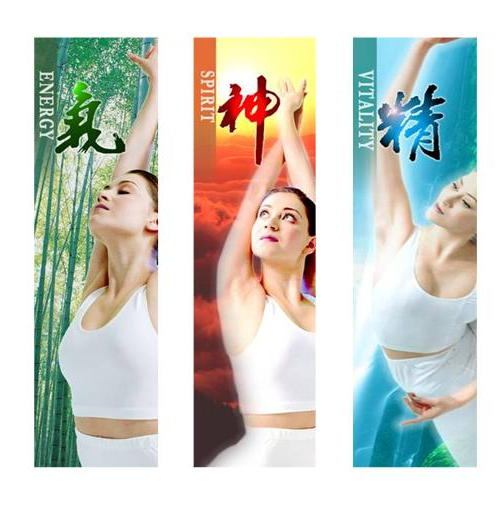 ENERGY
氣
SPIRIT
神
VITALITY
精